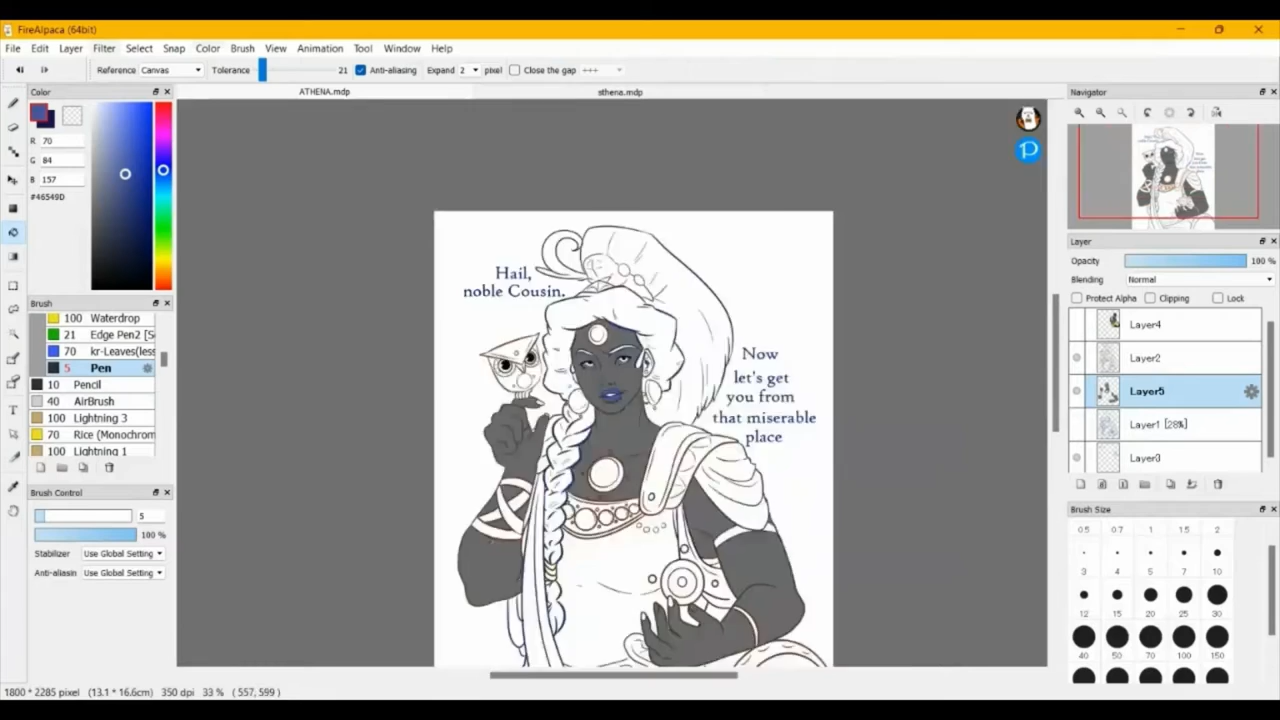 FireAlpaca (64bit)
File Edit Layer Filter Select Snap Color Brush View Animation Tool Window Help
Reference Canvas Tolerance 21 Anti-aliasing Expand 2 pixel Close the gap +++
Color
ATHENA.mdp
sthena.mdp
Navigator
R 70
G 84
B 157
#46549D
Brush
100 Waterdrop
21 Edge Pen2 [S
70 kr-Leaves(less
5 Pen
10 Pencil
40 AirBrush
100 Lightning 3
70 Rice (Monochrom
100 Lightning 1
Brush Control
5
100 %
Stabilizer Use Global Setting
Anti-aliasin Use Global Setting
Hail,
noble Cousin.
Now
let's get
you from
that miserable
place
Layer
Opacity 100 %
Blending Normal
Protect Alpha Clipping Lock
Layer4
Layer2
Layer5
Layer1 [28%]
Layer3
Brush Size
0.5 0.7 1 1.5 2
3 4 5 7 10
12 15 20 25 30
40 50 70 100 150
1800 * 2285 pixel (13.1 * 16.6cm) 350 dpi 33 % ( 557, 599 )